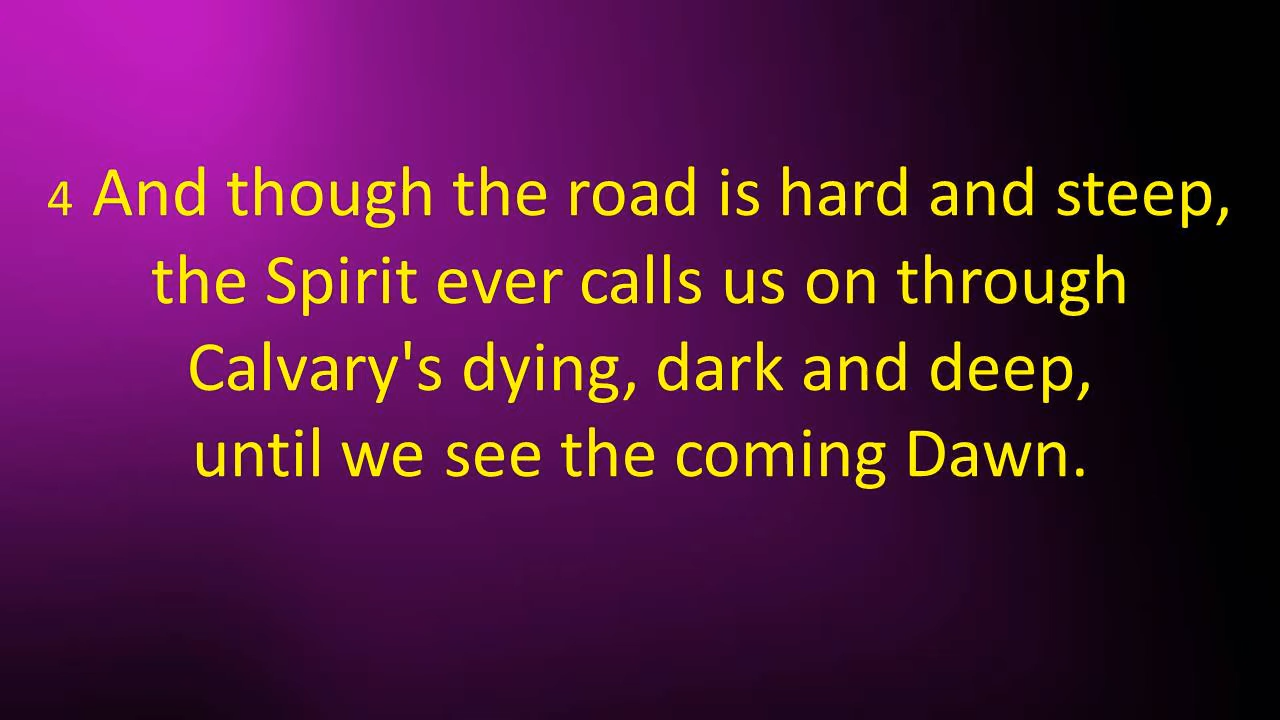 4 And though the road is hard and steep,
the Spirit ever calls us on through
Calvary's dying, dark and deep,
until we see the coming Dawn.